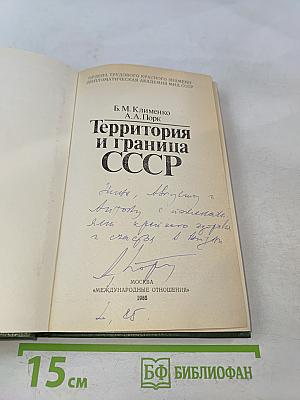 ОРДЕНА ТРУДОВОГО КРАСНОГО ЗНАМЕНИ
ДИПЛОМАТИЧЕСКАЯ АКАДЕМИЯ МИД СССР
Б. М. Клименко
А. А. Порк
Территория
и граница
СССР
с
и счастья в
МОСКВА
«МЕЖДУНАРОДНЫЕ ОТНОШЕНИЯ»
1985
15 см
БФ БИБЛИОФАН